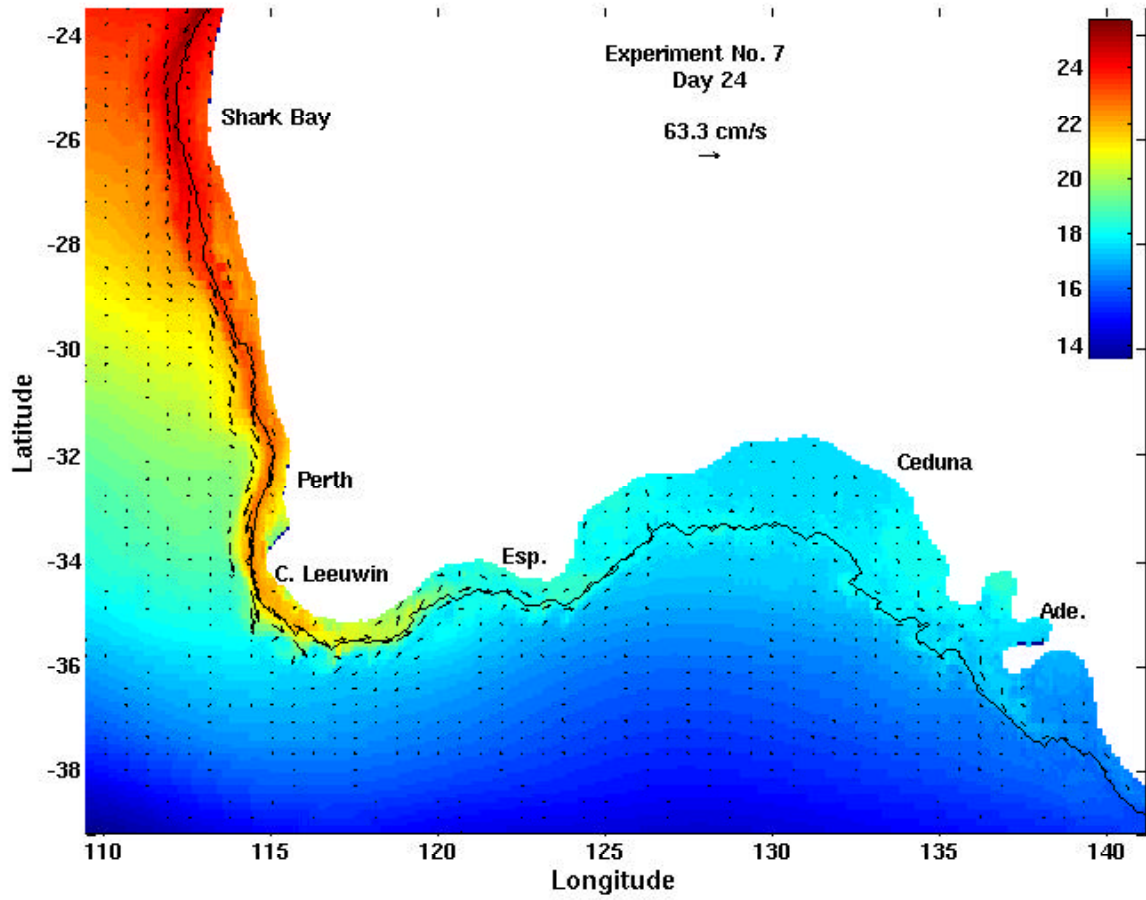 Experiment No. 7
Day 24
63.3 cm/s
24
22
20
18
16
14
-24
-26
-28
-30
-32
-34
-36
-38
Latitude
Shark Bay
Perth
C. Leeuwin
Esp.
Ceduna
Ade.
110 115 120 125 130 135 140
Longitude